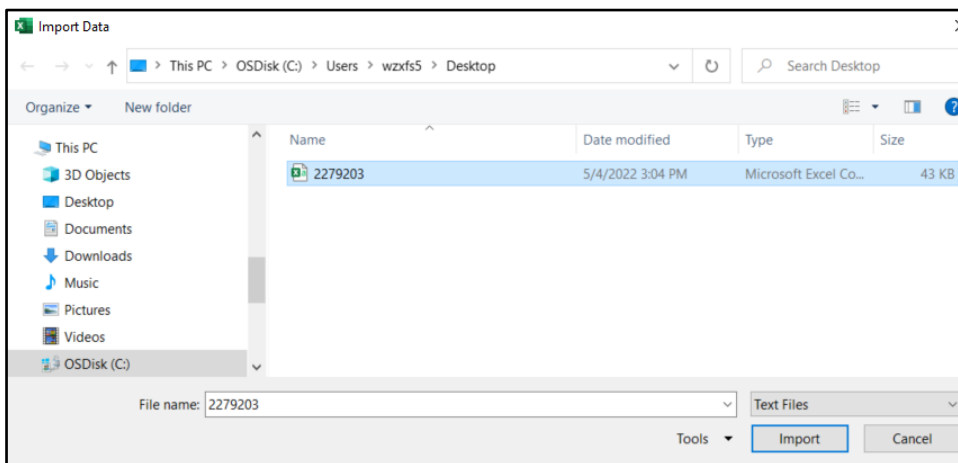 Import Data
This PC > OSDisk (C:) > Users > wzxfs5 > Desktop
Search Desktop
Organize
New folder
Name
Date modified
Type
Size
This PC
3D Objects
Desktop
Documents
Downloads
Music
Pictures
Videos
OSDisk (C:)
2279203
5/4/2022 3:04 PM
Microsoft Excel Co...
43 KB
File name: 2279203
Text Files
Tools
Import
Cancel